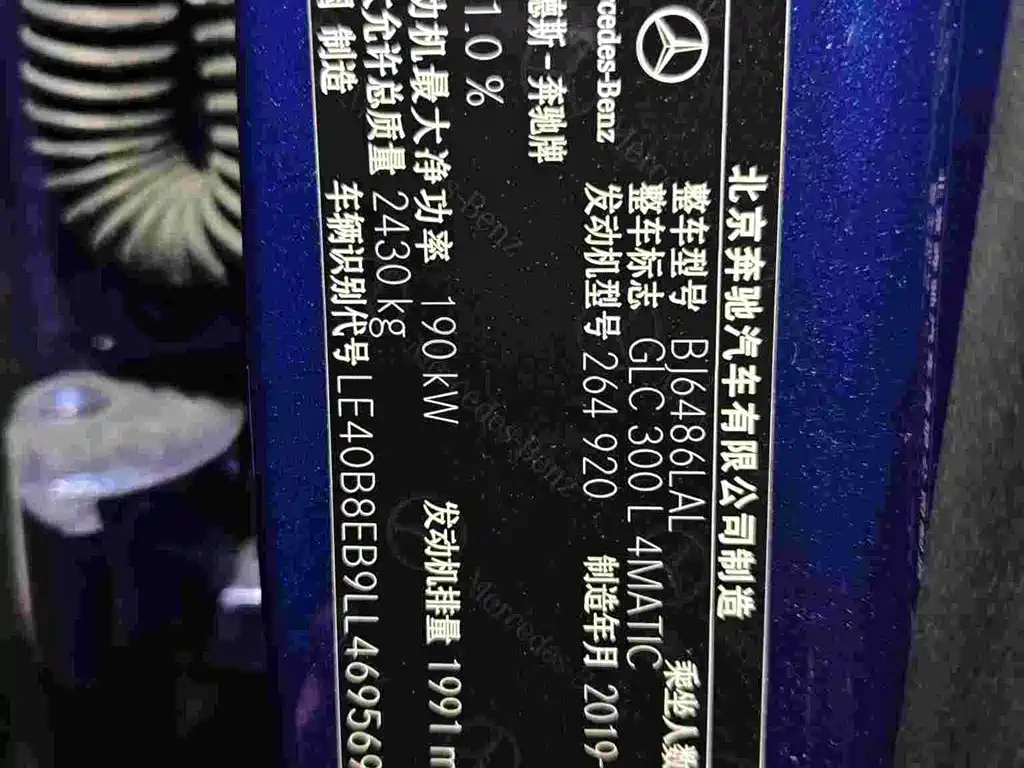 北京奔驰汽车有限公司制造
整车型号 BJ6486LAL 乘坐人数
整车标志 GLC 300 L 4MATIC
rcedes-Benz 发动机型号 264 920 制造年月 2019-
德斯-奔驰牌
1.0 %
动机最大净功率 190 kW 发动机排量 1991 m
允许总质量 2430 kg
制造 车辆识别代号 LE40B8EB9LL469569